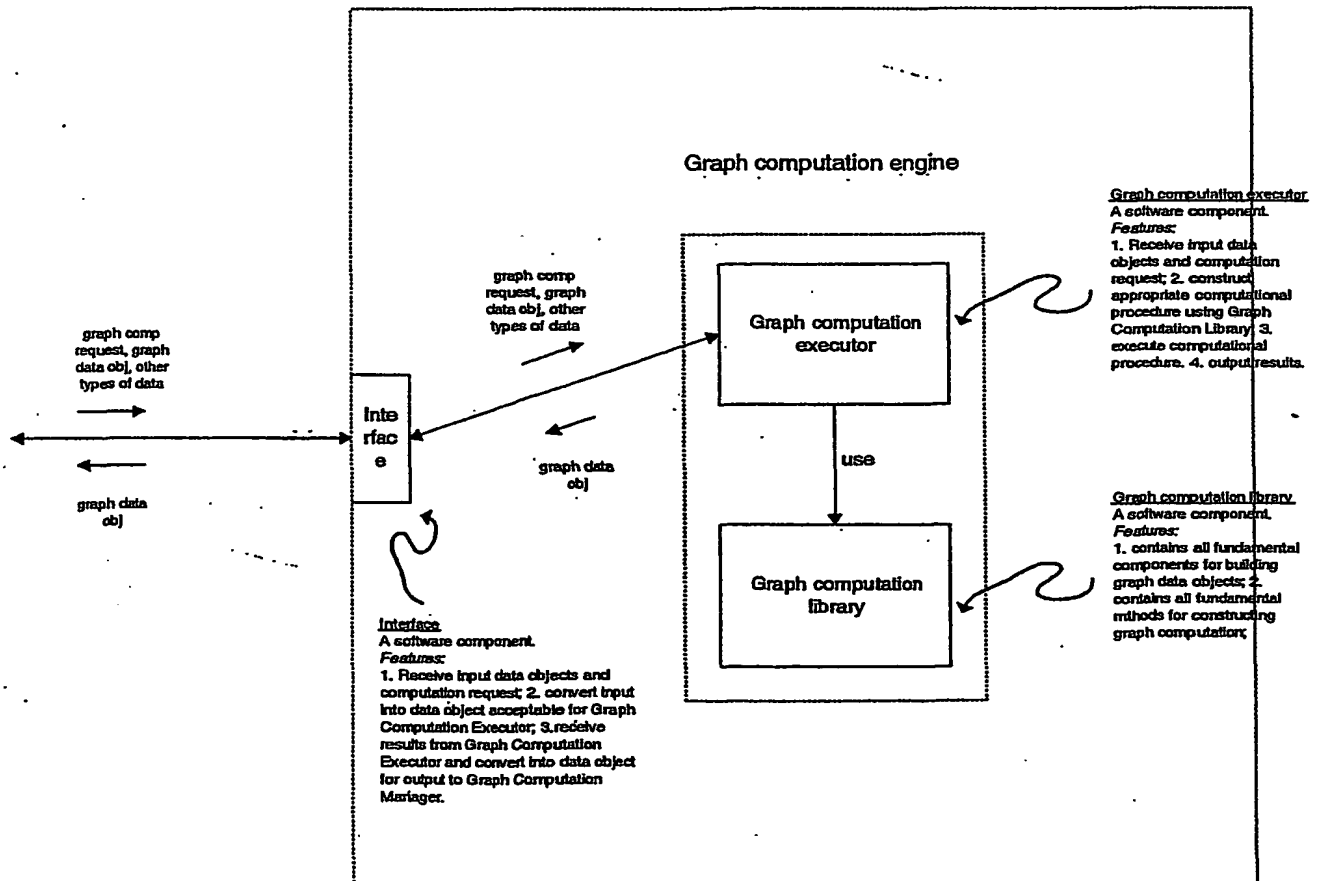 Graph computation engine
Graph computation executor
A software component.
Features:
1. Receive input data
objects and computation
request; 2. construct
appropriate computational
procedure using Graph
Computation Library; 3.
execute computational
procedure. 4. output results.
graph comp
request, graph
data obj, other
types of data
graph comp
request, graph
data obj, other
types of data
Graph computation
executor
Inte
rfac
e
graph data
obj
graph data
obj
use
Graph computation library
A software component.
Features:
1. contains all fundamental
components for building
graph data objects; 2.
contains all fundamental
mthods for constructing
graph computation;
Graph computation
library
Interface
A software component.
Features:
1. Receive input data objects and
computation request; 2. convert input
into data object acceptable for Graph
Computation Executor; 3.receive
results from Graph Computation
Executor and convert into data object
for output to Graph Computation
Manager.